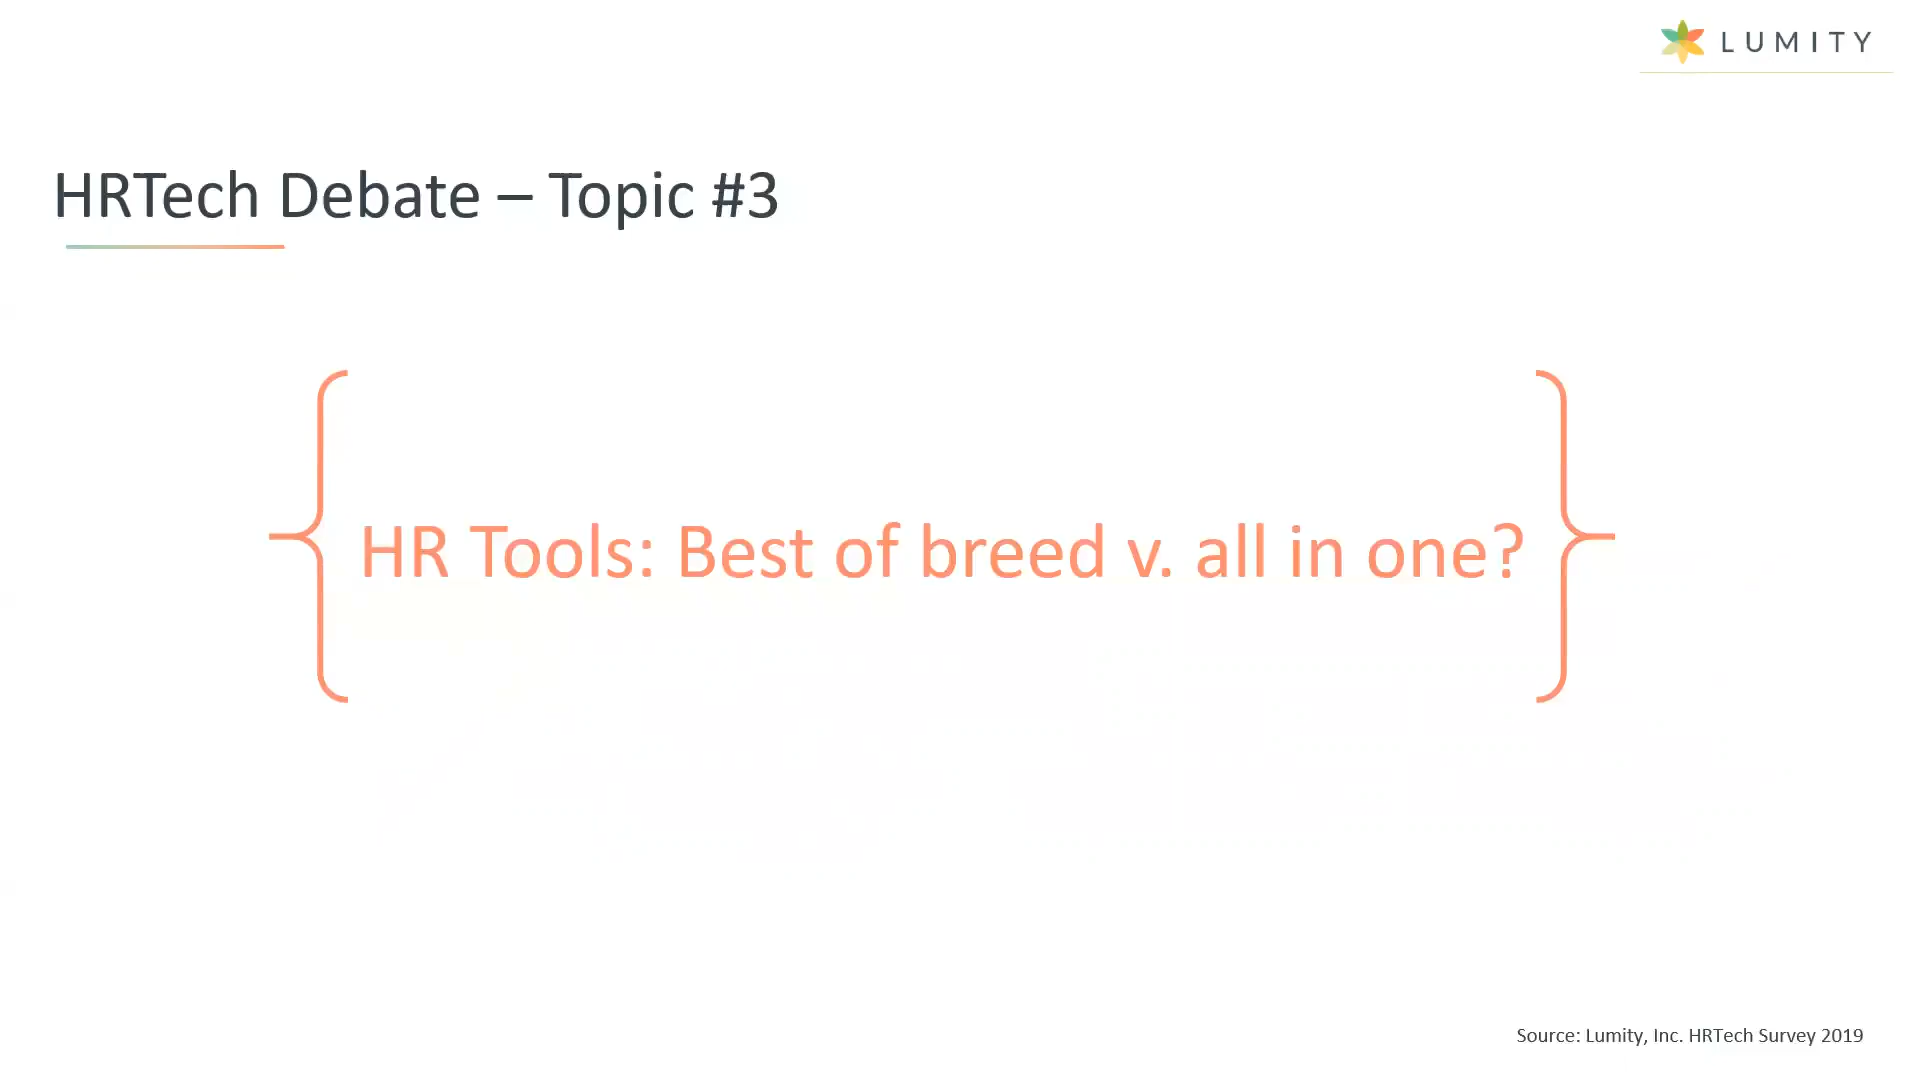 LUMITY
HRTech Debate – Topic #3
HR Tools: Best of breed v. all in one?
Source: Lumity, Inc. HRTech Survey 2019